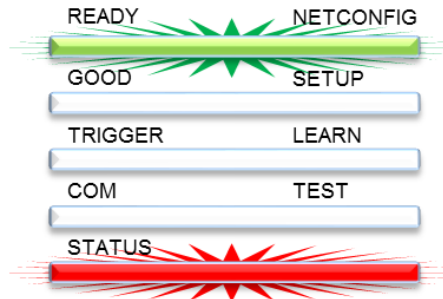 READY NETCONFIG
GOOD SETUP
TRIGGER LEARN
COM TEST
STATUS